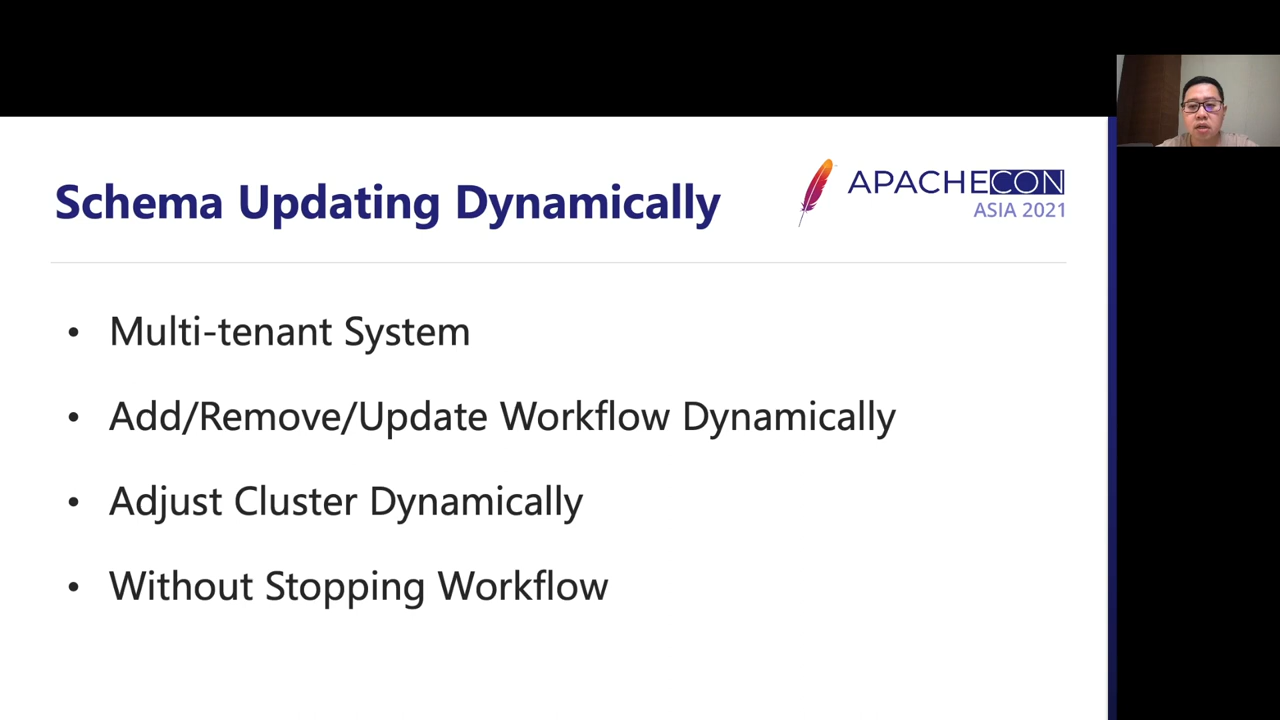 Schema Updating Dynamically
APACHECON
ASIA 2021
• Multi-tenant System
• Add/Remove/Update Workflow Dynamically
• Adjust Cluster Dynamically
• Without Stopping Workflow